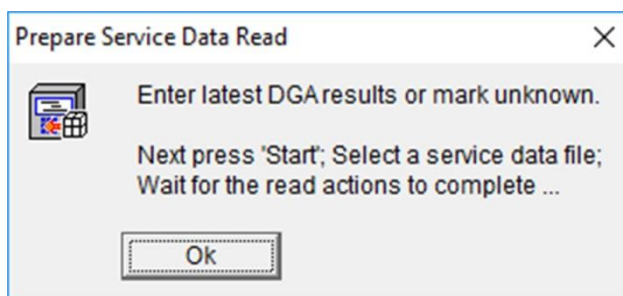 Prepare Service Data Read
Enter latest DGA results or mark unknown.
Next press 'Start'; Select a service data file;
Wait for the read actions to complete ...
Ok